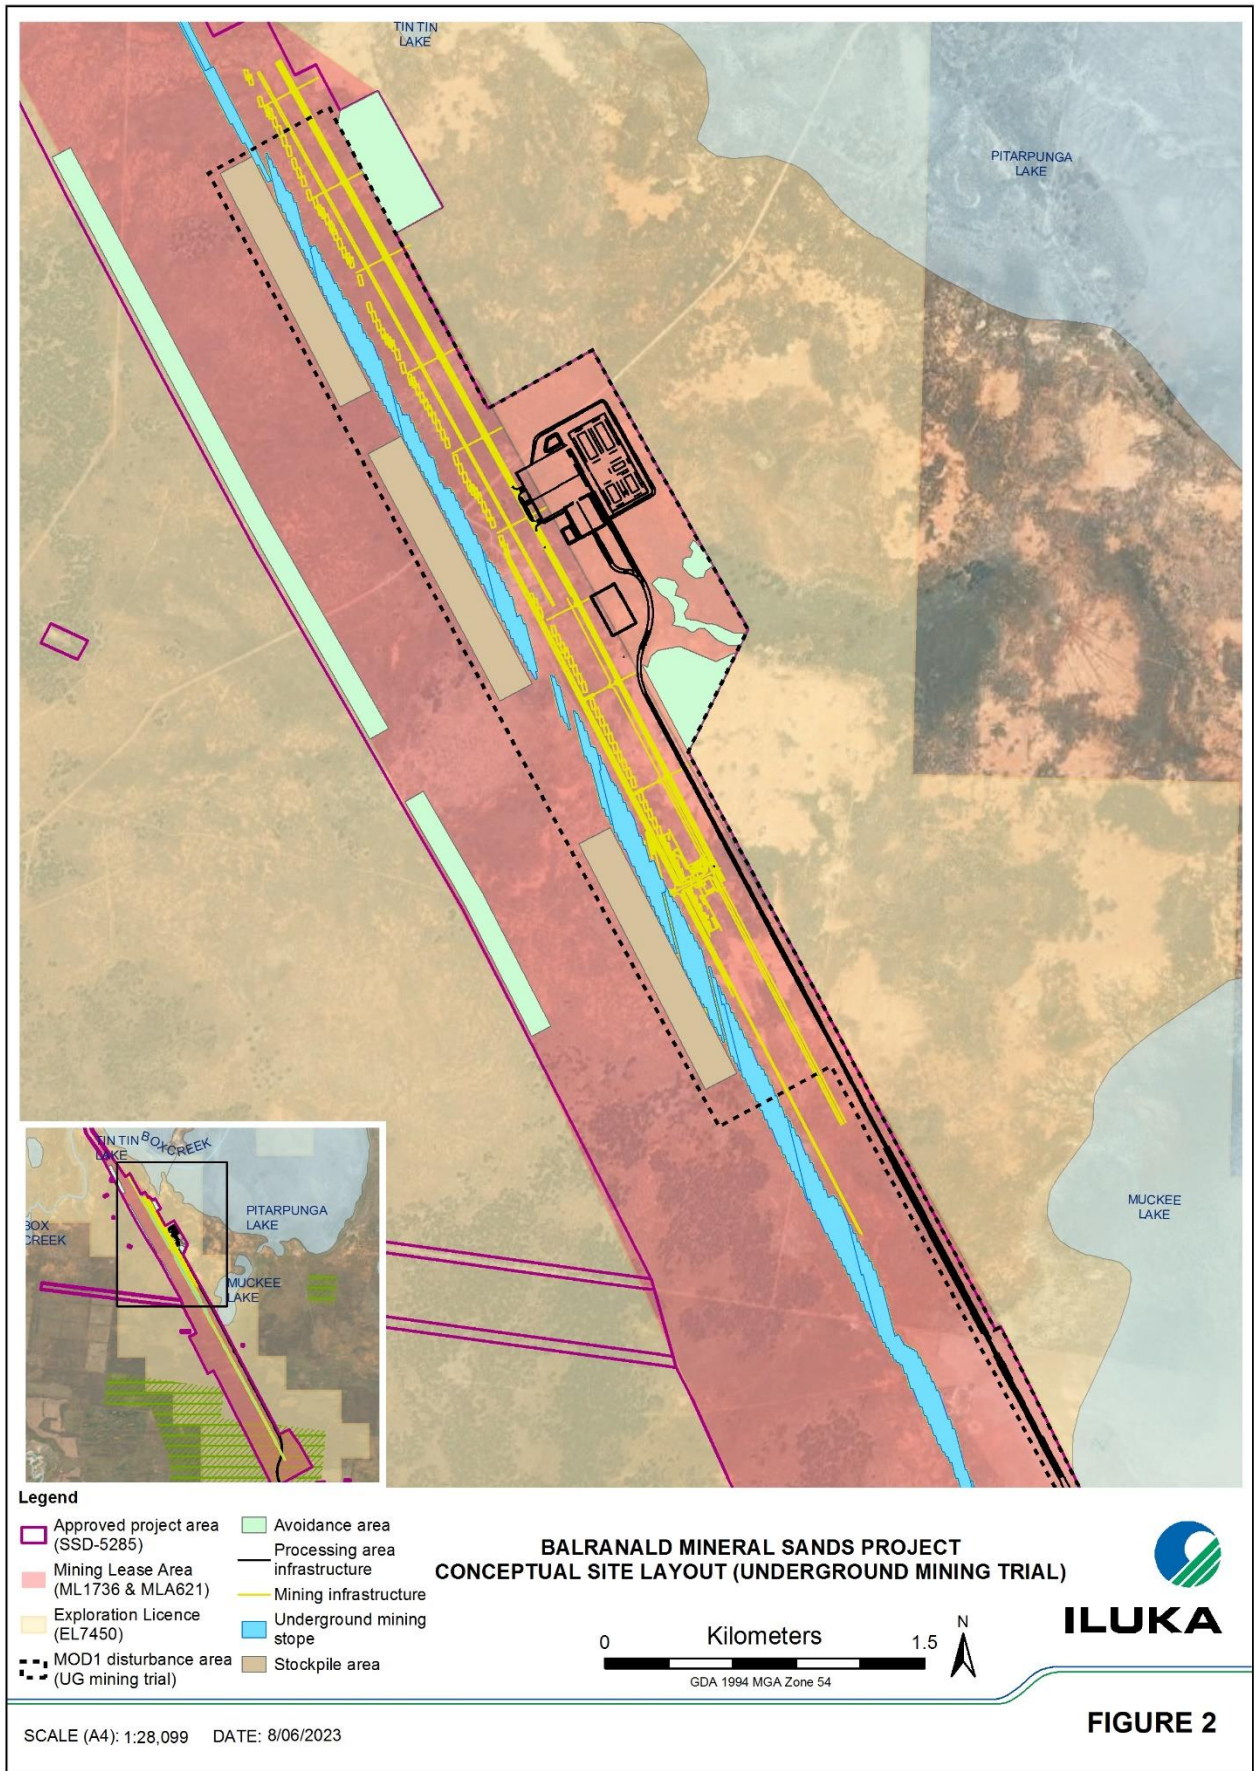 TIN TIN
LAKE
PITARPUNGA
LAKE
MUCKEE
LAKE
TIN TIN
LAKE
BOXCREEK
PITARPUNGA
LAKE
BOX
CREEK
MUCKEE
LAKE
Legend
Approved project area
(SSD-5285)
Mining Lease Area
(ML1736 & MLA621)
Exploration Licence
(EL7450)
MOD1 disturbance area
(UG mining trial)
Avoidance area
Processing area
infrastructure
Mining infrastructure
Underground mining
stope
Stockpile area
BALRANALD MINERAL SANDS PROJECT
CONCEPTUAL SITE LAYOUT (UNDERGROUND MINING TRIAL)
0 Kilometers 1.5
GDA 1994 MGA Zone 54
N
ILUKA
SCALE (A4): 1:28,099 DATE: 8/06/2023
FIGURE 2